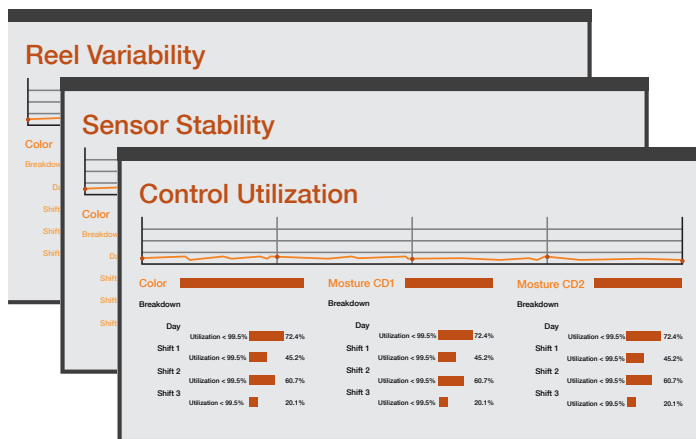 Reel Variability
Color
Sensor Stability
Color
Control Utilization
Color
Breakdown
Day
Utilization < 99.5% 72.4%
Shift 1
Utilization < 99.5% 45.2%
Shift 2
Utilization < 99.5% 60.7%
Shift 3
Utilization < 99.5% 20.1%
Mosture CD1
Breakdown
Day
Utilization < 99.5% 72.4%
Shift 1
Utilization < 99.5% 45.2%
Shift 2
Utilization < 99.5% 60.7%
Shift 3
Utilization < 99.5% 20.1%
Mosture CD2
Breakdown
Day
Utilization < 99.5% 72.4%
Shift 1
Utilization < 99.5% 45.2%
Shift 2
Utilization < 99.5% 60.7%
Shift 3
Utilization < 99.5% 20.1%